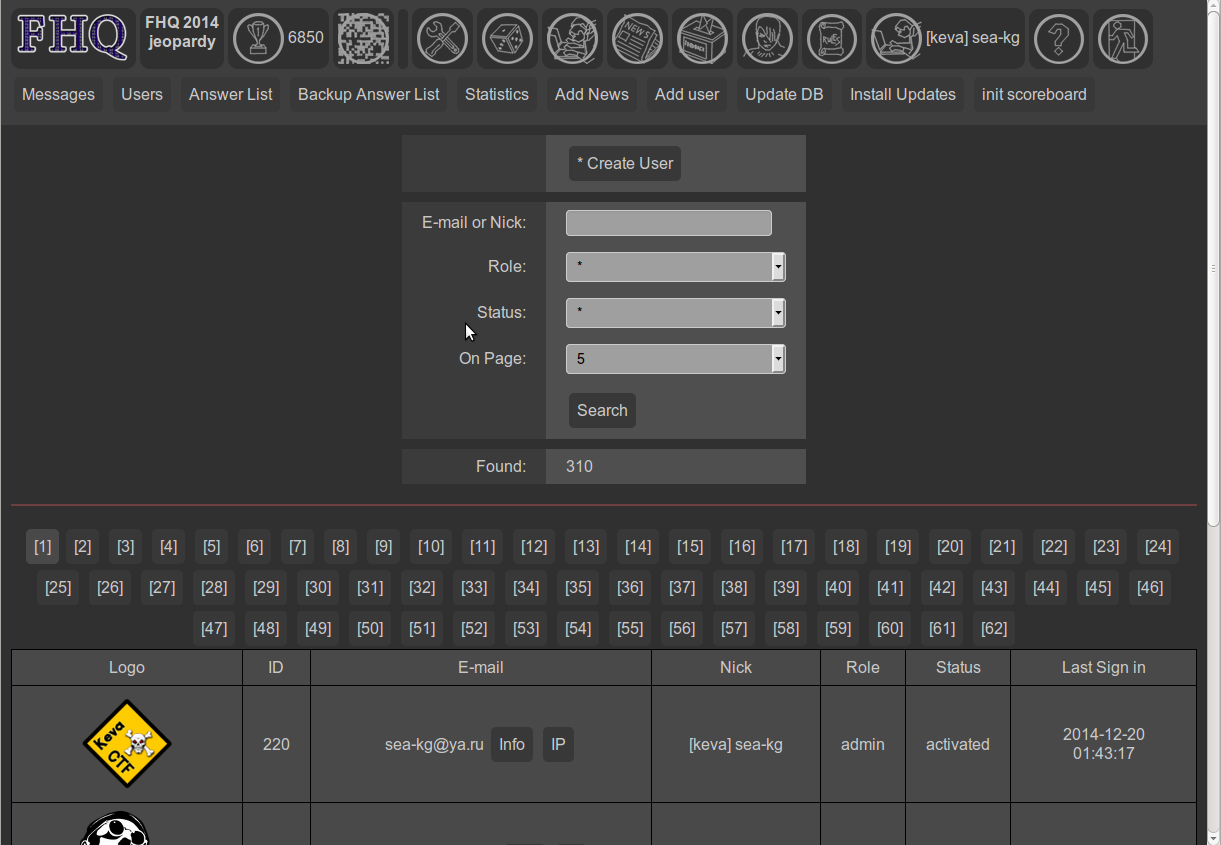 FHQ
FHQ 2014
jeopardy
6850
NEWS
RULES
[keva] sea-kg
?
Messages Users Answer List Backup Answer List Statistics Add News Add user Update DB Install Updates init scoreboard
* Create User
E-mail or Nick:
Role: *
Status: *
On Page: 5
Search
Found: 310
[1] [2] [3] [4] [5] [6] [7] [8] [9] [10] [11] [12] [13] [14] [15] [16] [17] [18] [19] [20] [21] [22] [23] [24]
[25] [26] [27] [28] [29] [30] [31] [32] [33] [34] [35] [36] [37] [38] [39] [40] [41] [42] [43] [44] [45] [46]
[47] [48] [49] [50] [51] [52] [53] [54] [55] [56] [57] [58] [59] [60] [61] [62]
Logo ID E-mail Nick Role Status Last Sign in
Keva
CTF
220 sea-kg@ya.ru Info IP [keva] sea-kg admin activated 2014-12-20
01:43:17